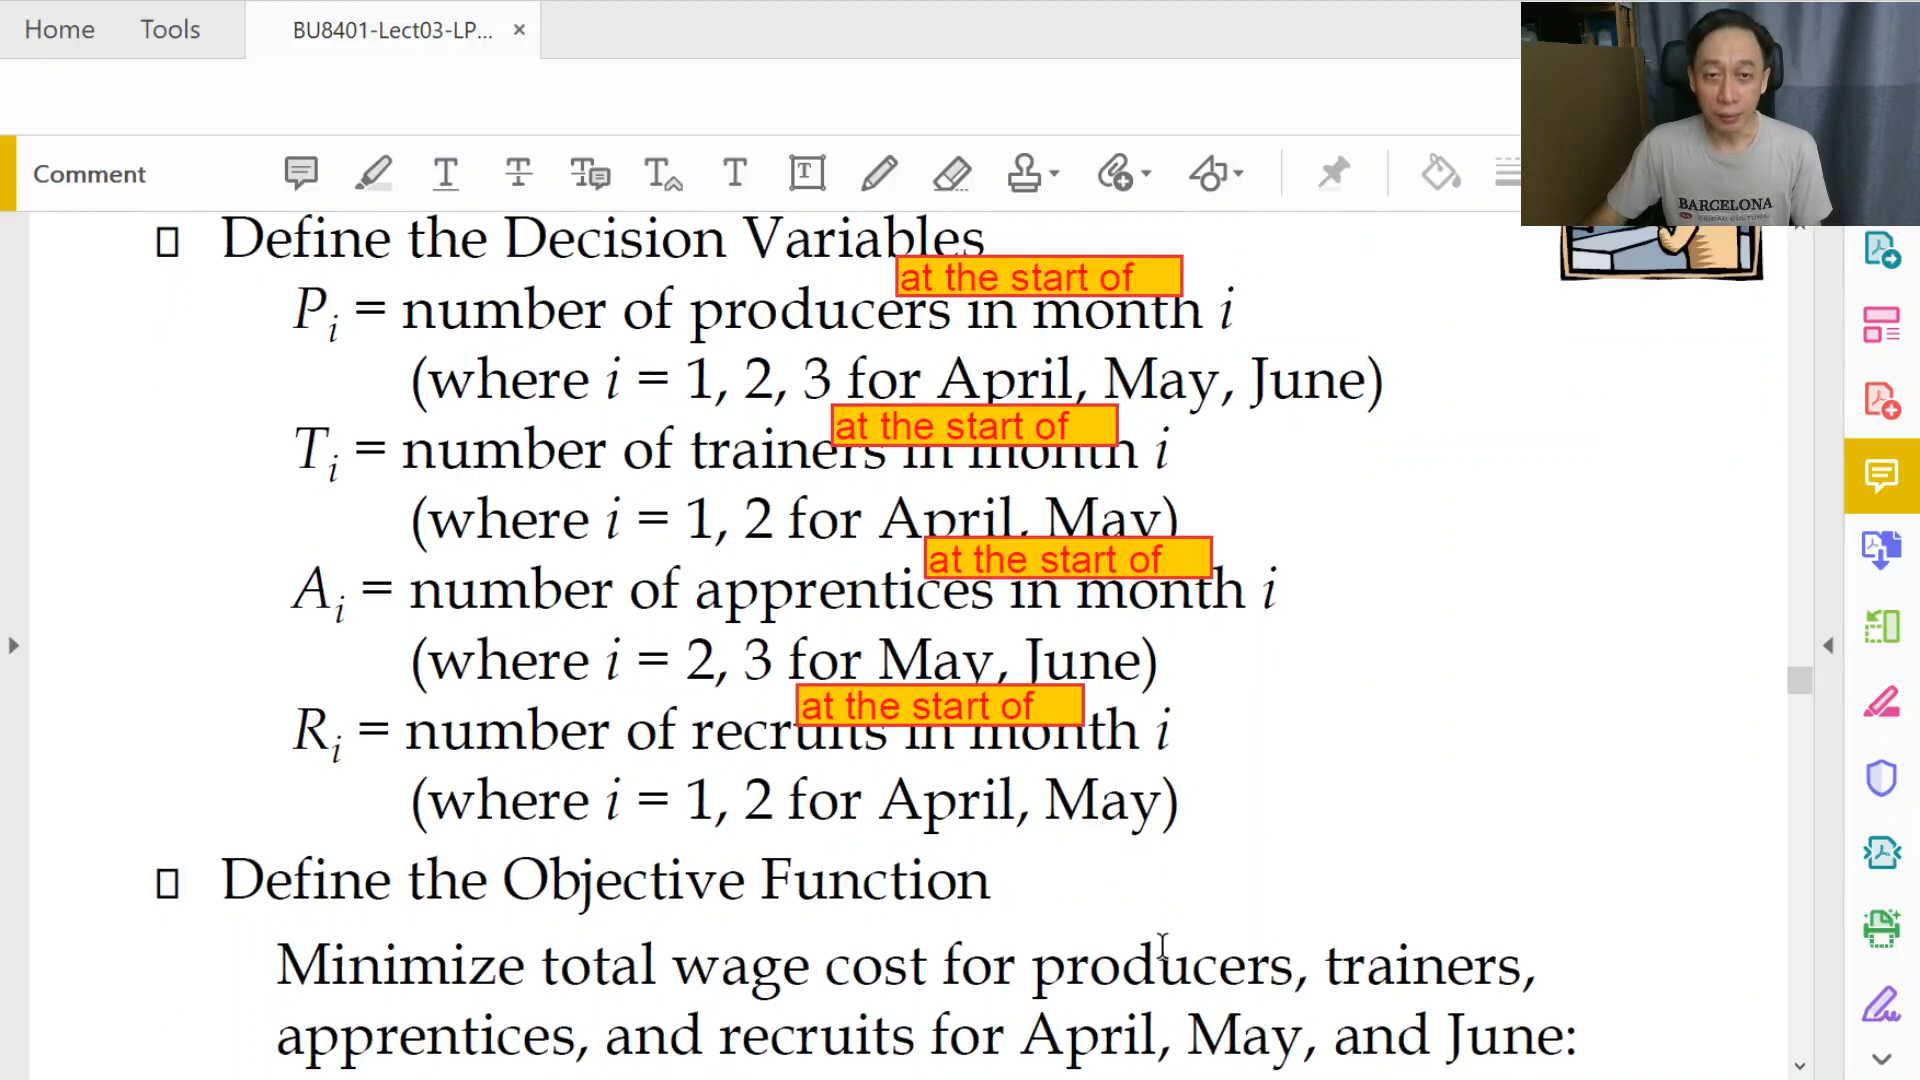 Home Tools BU8401-Lect03-LP... ×
Comment
BARCELONA
Define the Decision Variables
at the start of
Pi = number of producers in month i
(where i = 1, 2, 3 for April, May, June)
at the start of
Ti = number of trainers in month i
(where i = 1, 2 for April, May)
at the start of
Ai = number of apprentices in month i
(where i = 2, 3 for May, June)
at the start of
Ri = number of recruits in month i
(where i = 1, 2 for April, May)
Define the Objective Function
Minimize total wage cost for producers, trainers,
apprentices, and recruits for April, May, and June: